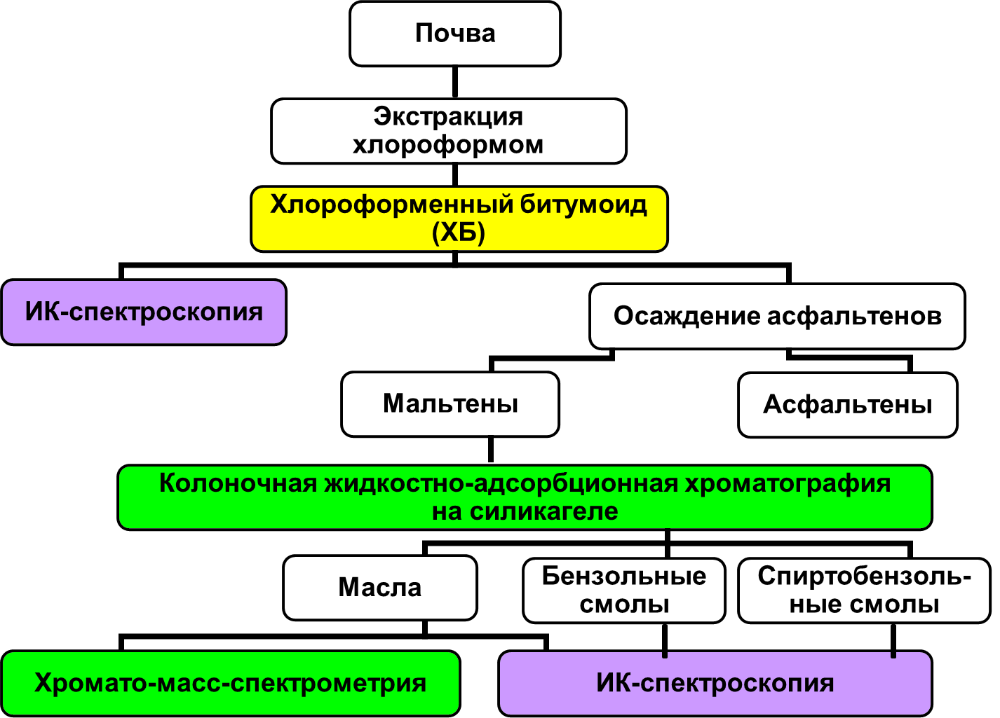 Почва
Экстракция
хлороформом
Хлороформенный битумоид
(ХБ)
ИК-спектроскопия
Осаждение асфальтенов
Мальтены
Асфальтены
Колоночная жидкостно-адсорбционная хроматография
на силикагеле
Масла
Бензольные
смолы
Спиртобензоль-
ные смолы
Хромато-масс-спектрометрия
ИК-спектроскопия